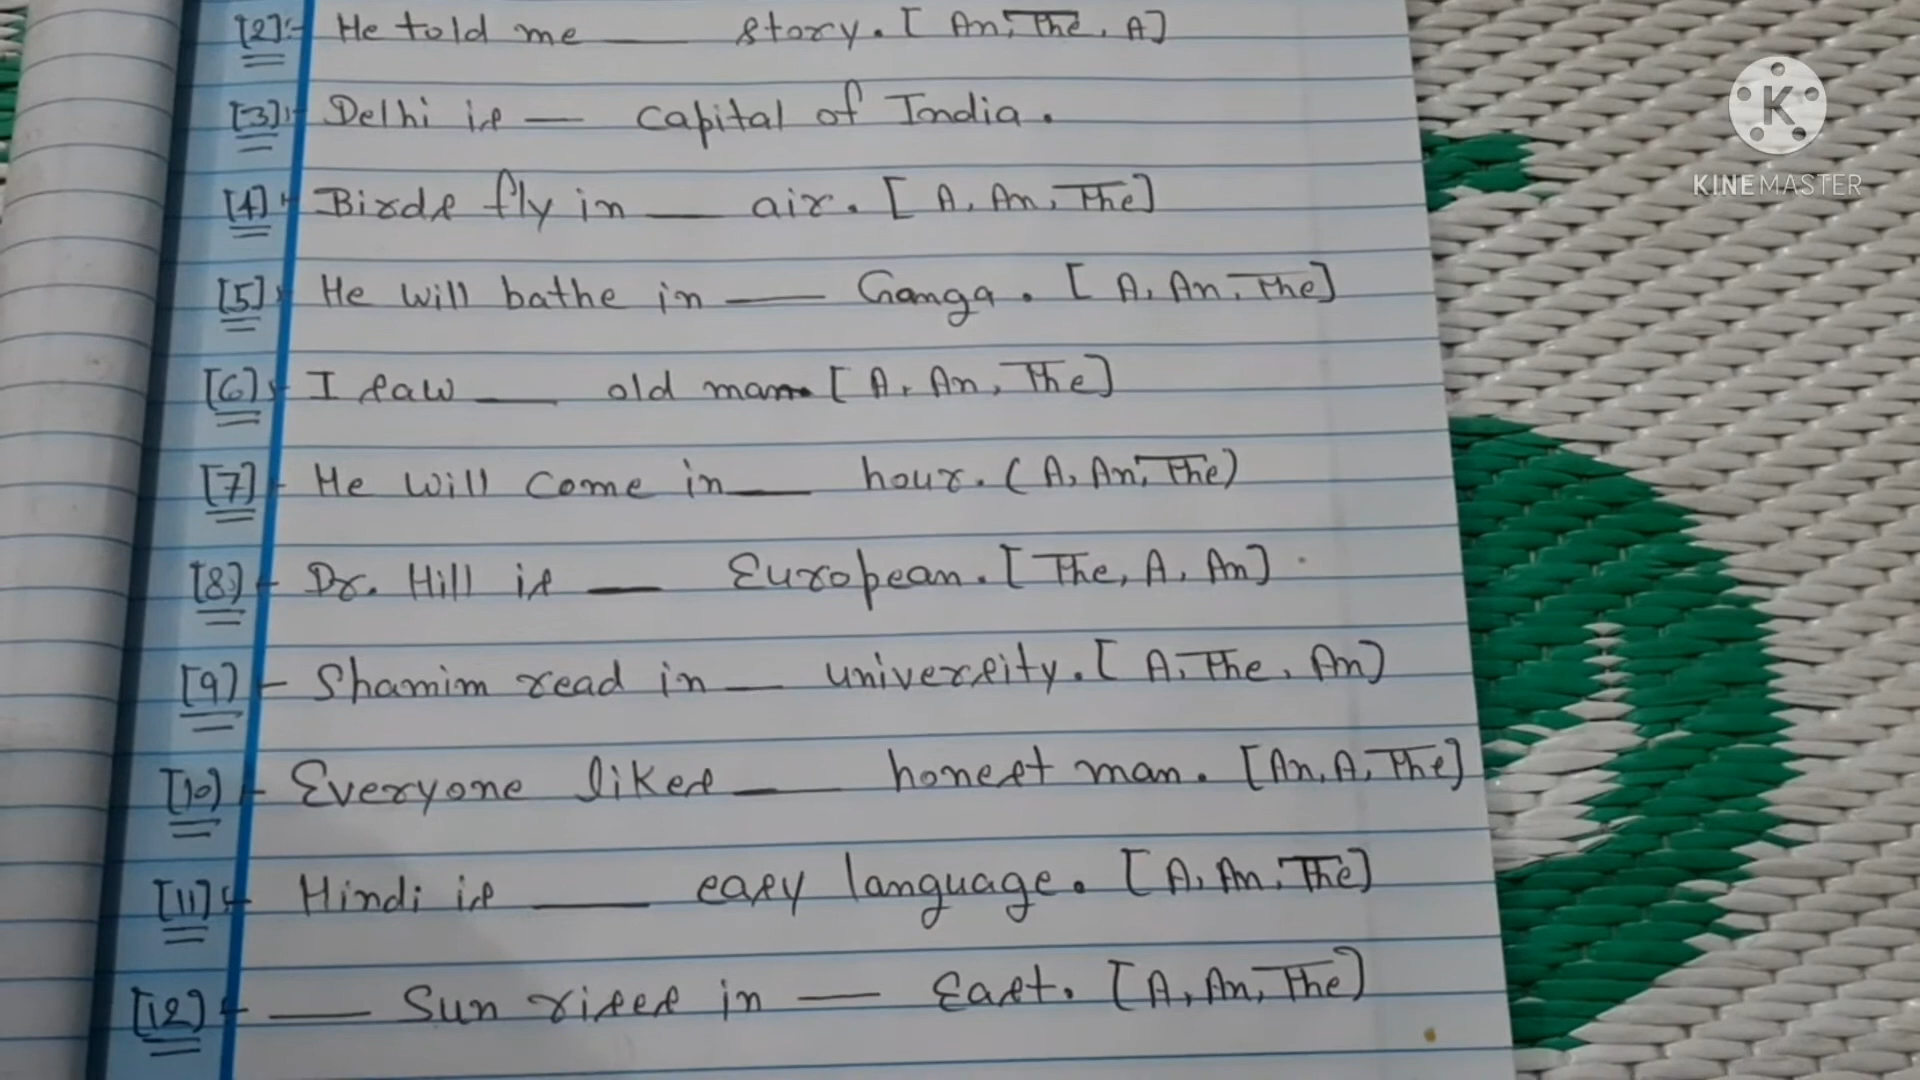 [2]:- He told me ___ story. [An, The, A]
[3]:- Delhi is ___ capital of India.
[4]:- Birds fly in ___ air. [A, An, The]
[5]:- He will bathe in ___ Ganga. [A, An, The]
[6]:- I saw ___ old man. [A, An, The]
[7]:- He will come in ___ hour. (A, An, The)
[8]:- Dr. Hill is ___ European. [The, A, An]
[9]:- Shamim read in ___ university. [A, The, An]
[10]:- Everyone likes ___ honest man. [An, A, The]
[11]:- Hindi is ___ easy language. [A, An, The]
[12]:- ___ Sun rises in ___ East. [A, An, The]
K
KINEMASTER